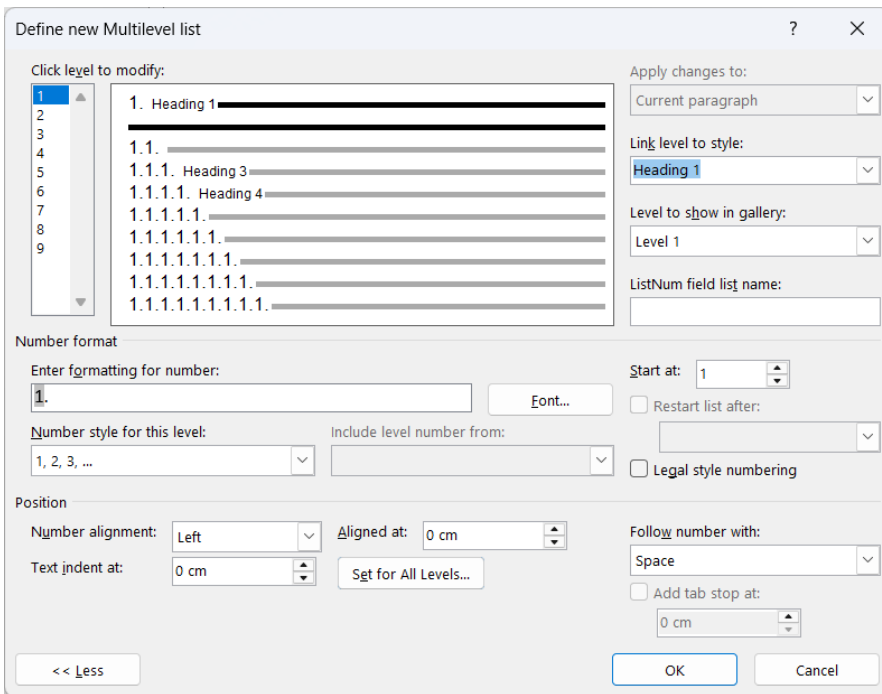 Define new Multilevel list ? ×
Click level to modify:
1
2
3
4
5
6
7
8
9
1. Heading 1
1.1.
1.1.1. Heading 3
1.1.1.1. Heading 4
1.1.1.1.1.
1.1.1.1.1.1.
1.1.1.1.1.1.1.
1.1.1.1.1.1.1.1.
1.1.1.1.1.1.1.1.1.
Apply changes to:
Current paragraph
Link level to style:
Heading 1
Level to show in gallery:
Level 1
ListNum field list name:
Number format
Enter formatting for number:
1.
Font...
Number style for this level:
1, 2, 3, ...
Include level number from:
Start at: 1
Restart list after:
Legal style numbering
Position
Number alignment: Left
Aligned at: 0 cm
Text indent at: 0 cm
Set for All Levels...
Follow number with:
Space
Add tab stop at:
0 cm
<< Less
OK
Cancel